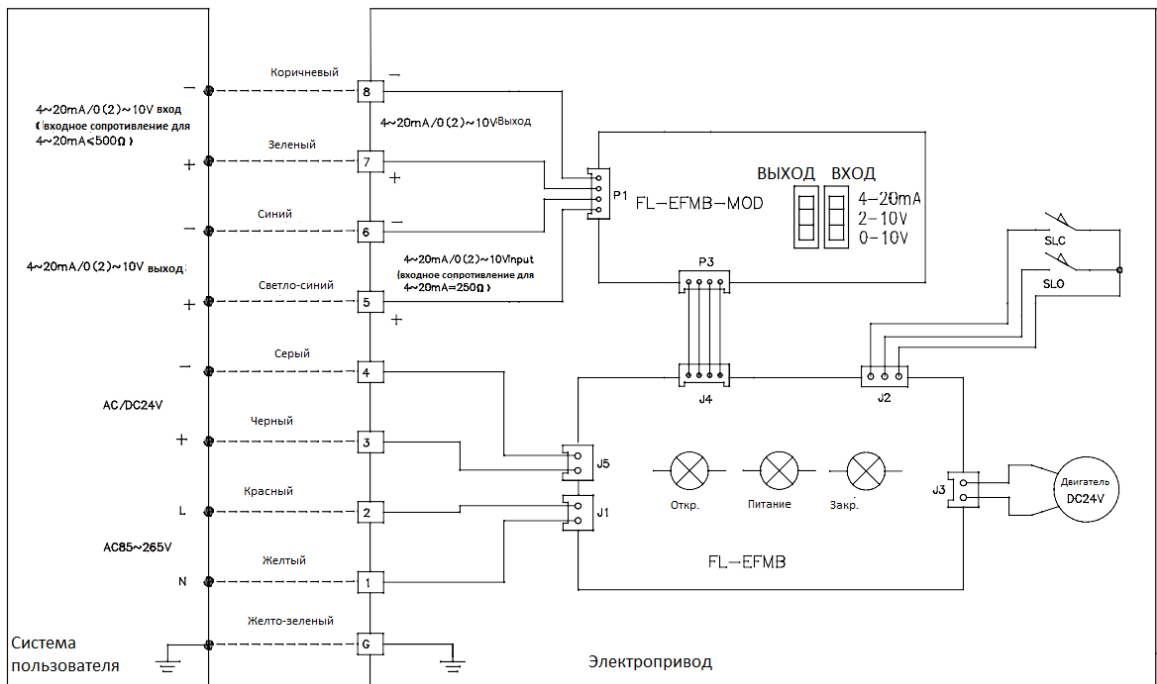 Коричневый
−
8
−
4~20mA/0(2)~10V вход
(входное сопротивление для
4~20mA≤500Ω)
4~20mA/0(2)~10VВыход
Зеленый
+
7
+
P1
FL-EFMB-MOD
ВЫХОД ВХОД
4-20mA
2-10V
0-10V
Синий
−
6
−
SLC
SLO
4~20mA/0(2)~10V выход:
4~20mA/0(2)~10VInput
(входное сопротивление для
4~20mA=250Ω)
P3
Светло-синий
+
5
+
Серый
−
4
J4
J2
AC/DC24V
Черный
+
3
J5
Откр.
Питание
Закр.
J3
Двигатель
DC24V
Красный
L
2
J1
AC85~265V
FL-EFMB
Желтый
N
1
Желто-зеленый
G
Система
пользователя
Электропривод